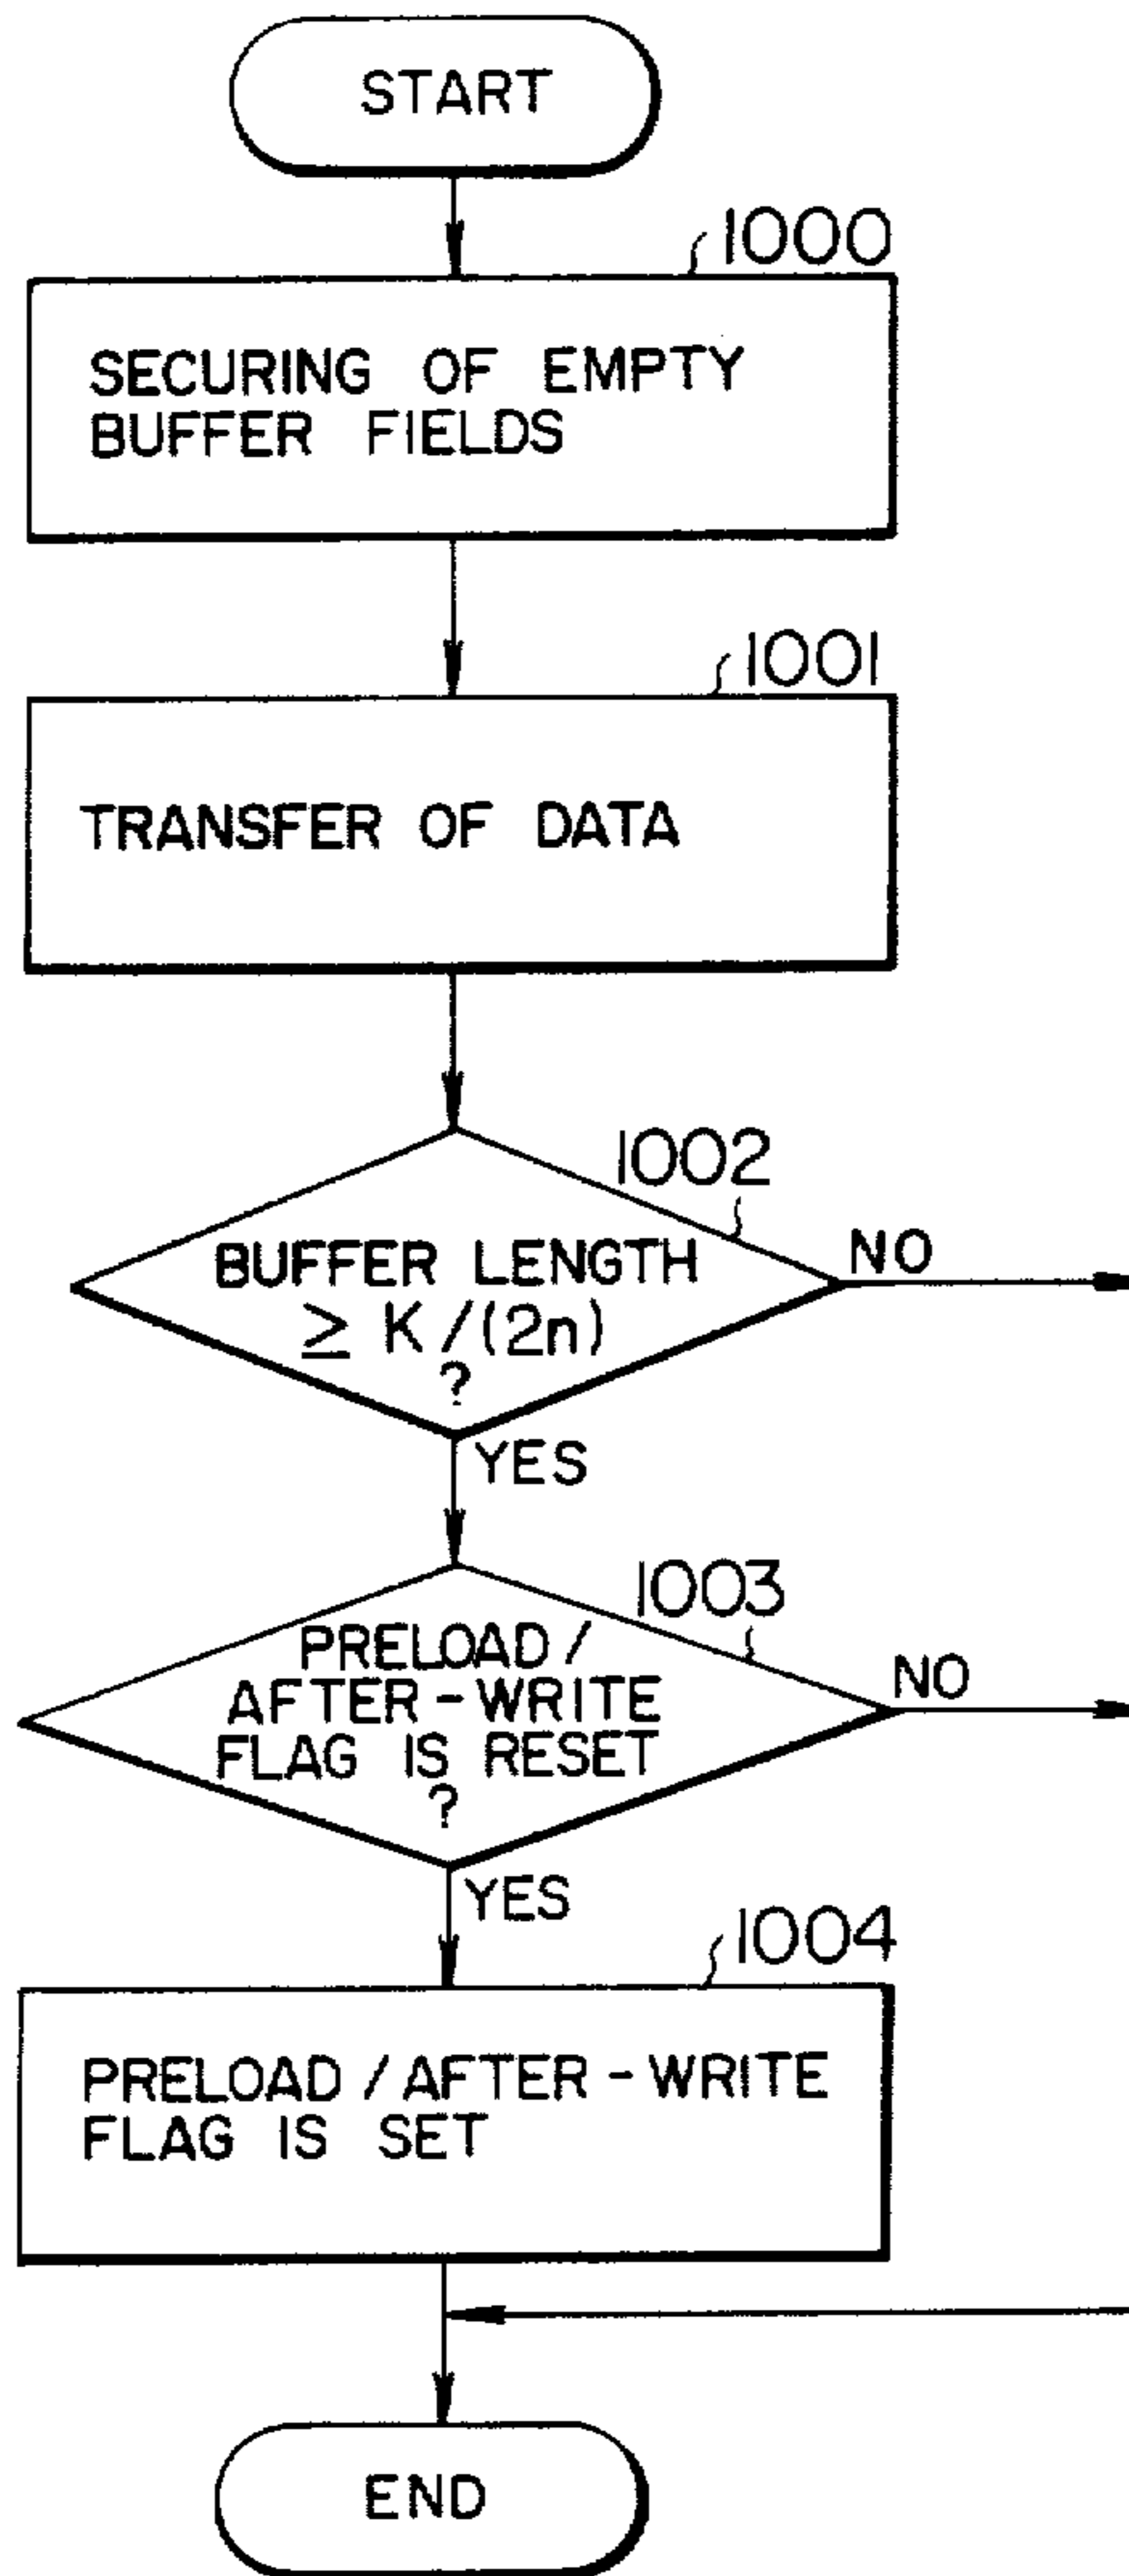 START
1000
SECURING OF EMPTY
BUFFER FIELDS
1001
TRANSFER OF DATA
1002
BUFFER LENGTH
≥ K/(2n)
?
NO
YES
1003
PRELOAD/
AFTER-WRITE
FLAG IS RESET
?
NO
YES
1004
PRELOAD/AFTER-WRITE
FLAG IS SET
END